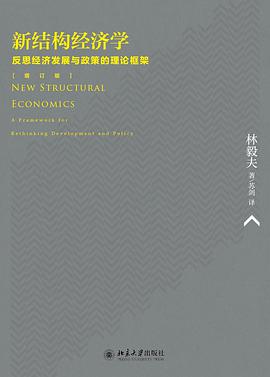 新结构经济学
反思经济发展与政策的理论框架
[增订版]
NEW STRUCTURAL
ECONOMICS
A Framework for
Rethinking Development and Policy
林毅夫
著/苏剑 译
北京大学出版社